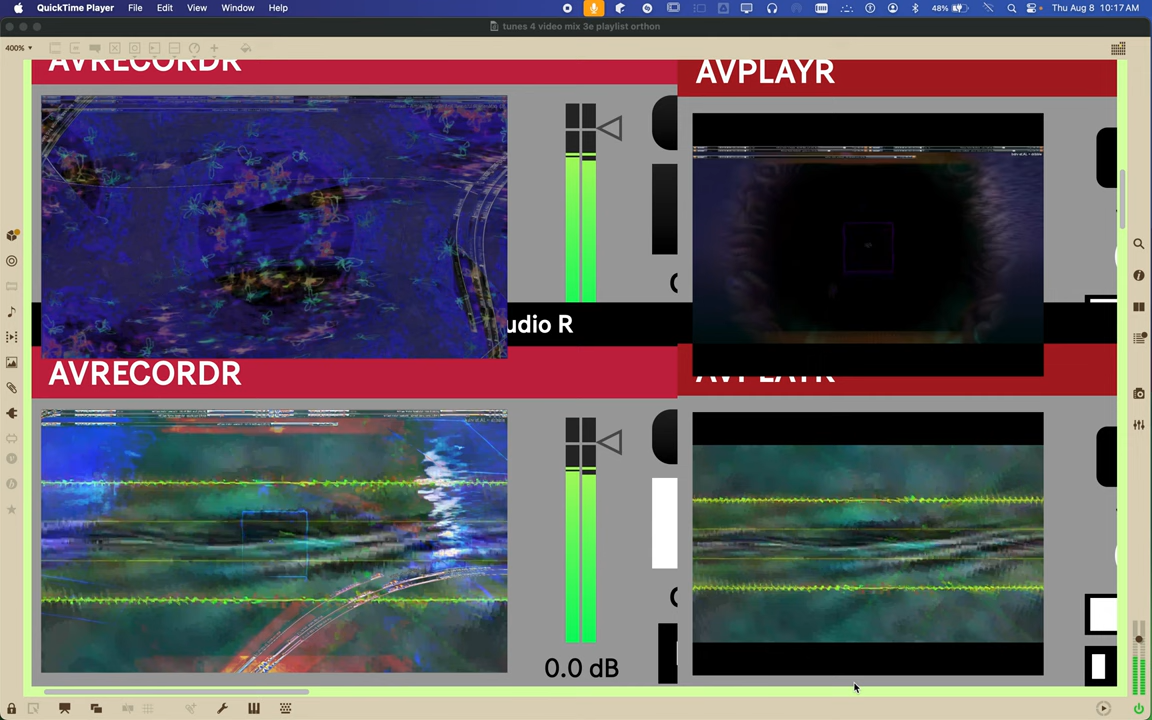 QuickTime Player File Edit View Window Help 48% Thu Aug 8 10:17 AM
tunes 4 video mix 3e playlist orthon
400%
AVRECORDR
AVPLAYR
udio R
AVRECORDR
AVPLAYR
0.0 dB